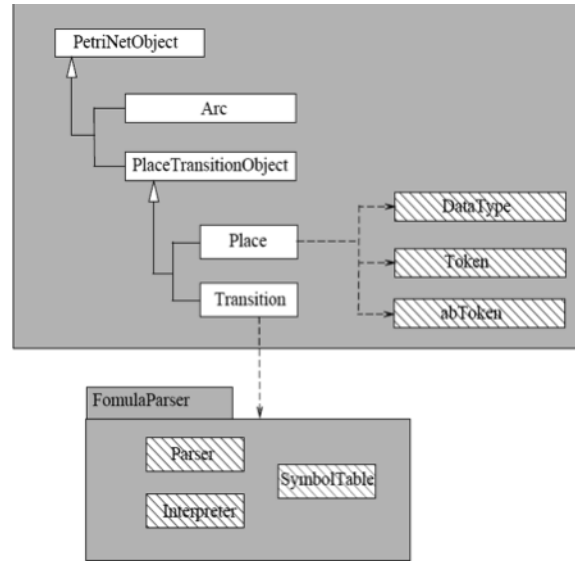 PetriNetObject
Arc
PlaceTransitionObject
Place
DataType
Token
Transition
abToken
FomulaParser
Parser
SymbolTable
Interpreter